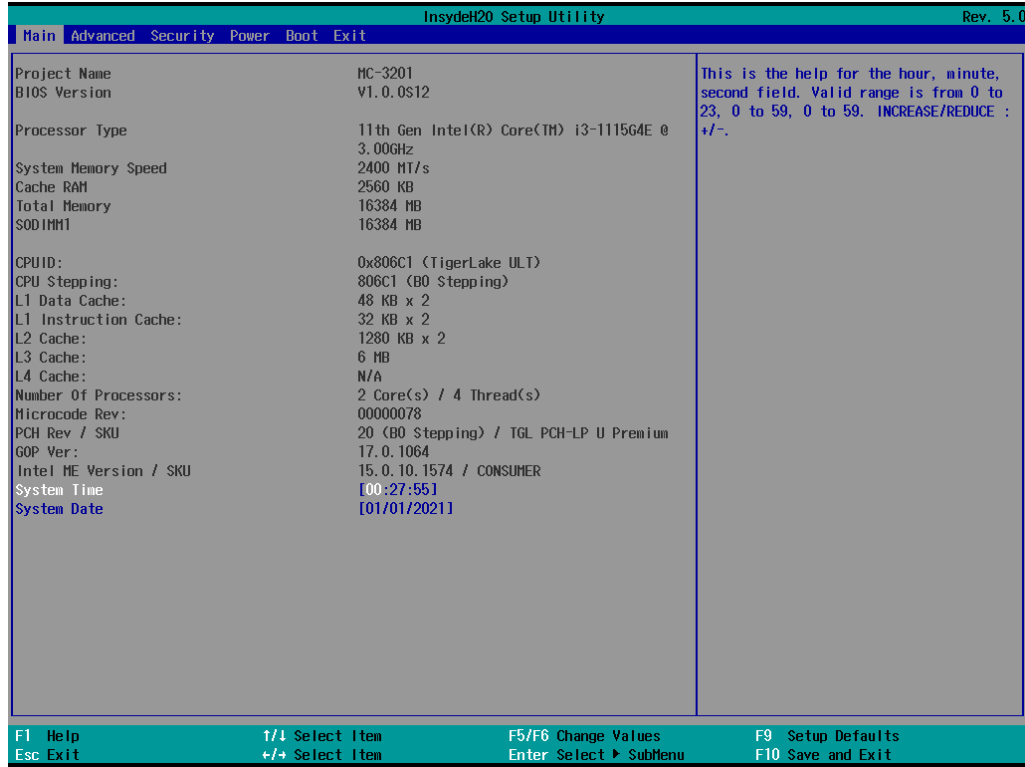 InsydeH20 Setup Utility Rev. 5.0
Main Advanced Security Power Boot Exit
Project Name MC-3201
BIOS Version V1.0.0S12
Processor Type 11th Gen Intel(R) Core(TM) i3-1115G4E @
3.00GHz
System Memory Speed 2400 MT/s
Cache RAM 2560 KB
Total Memory 16384 MB
SODIMM1 16384 MB
CPUID: 0x806C1 (TigerLake ULT)
CPU Stepping: 806C1 (B0 Stepping)
L1 Data Cache: 48 KB x 2
L1 Instruction Cache: 32 KB x 2
L2 Cache: 1280 KB x 2
L3 Cache: 6 MB
L4 Cache: N/A
Number Of Processors: 2 Core(s) / 4 Thread(s)
Microcode Rev: 00000078
PCH Rev / SKU 20 (B0 Stepping) / TGL PCH-LP U Premium
GOP Ver: 17.0.1064
Intel ME Version / SKU 15.0.10.1574 / CONSUMER
System Time [00:27:55]
System Date [01/01/2021]
This is the help for the hour, minute,
second field. Valid range is from 0 to
23, 0 to 59, 0 to 59. INCREASE/REDUCE :
+/-.
F1 Help ↑/↓ Select Item F5/F6 Change Values F9 Setup Defaults
Esc Exit ←/→ Select Item Enter Select ▶ SubMenu F10 Save and Exit